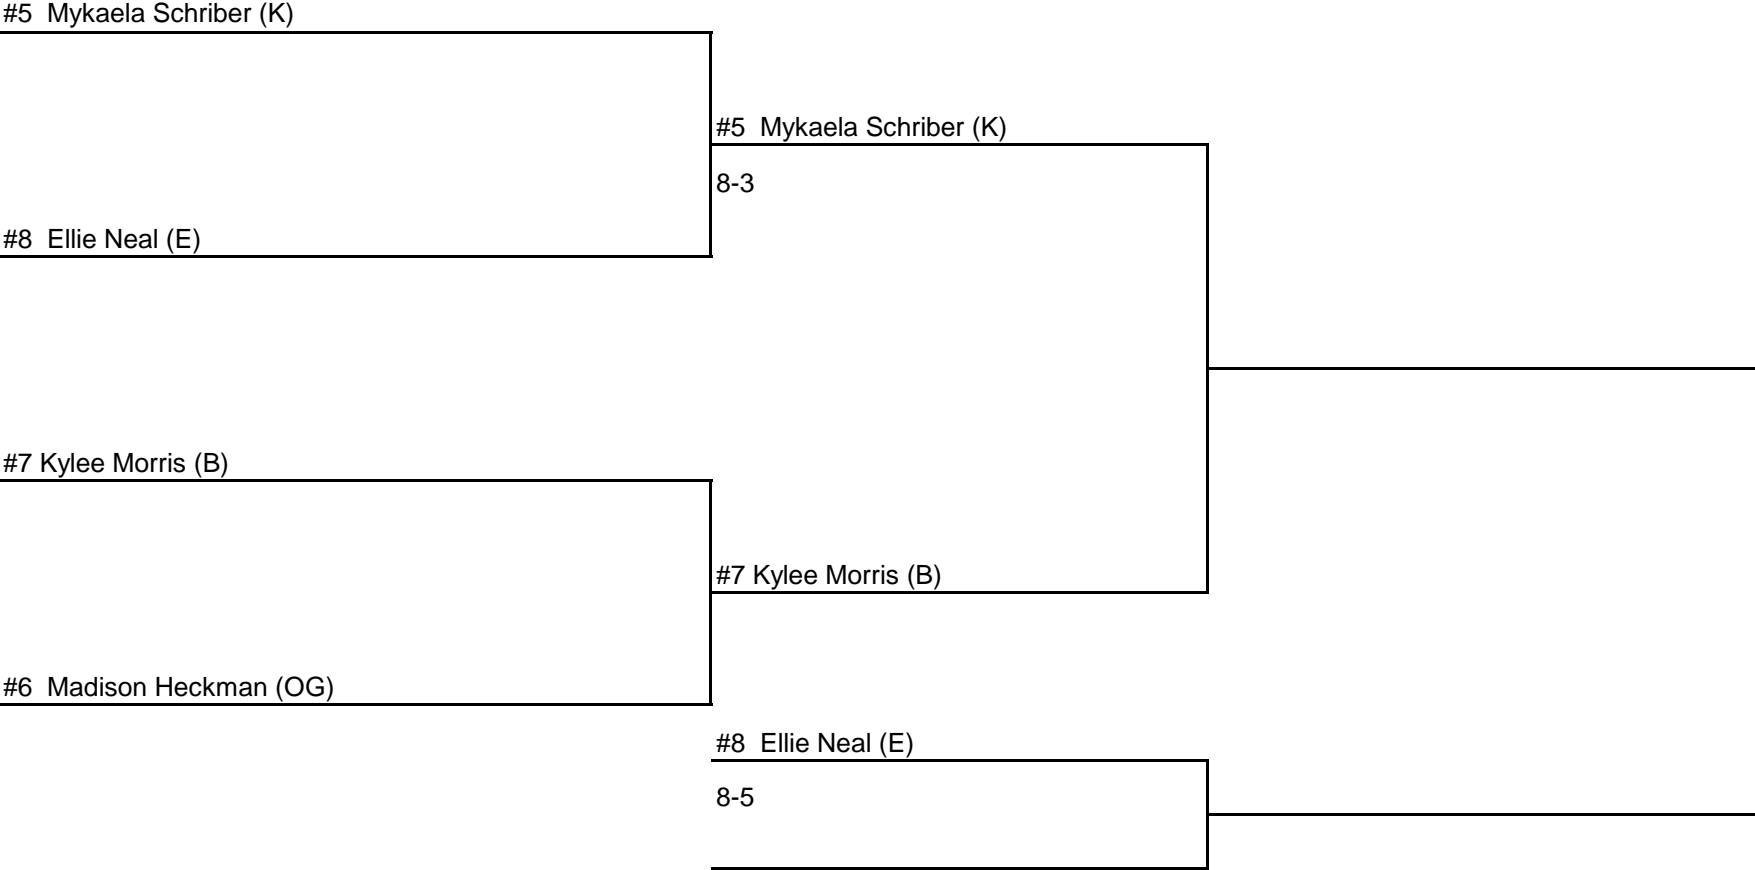 #5  Mykaela Schriber (K)
#5  Mykaela Schriber (K)
8-3
#8  Ellie Neal (E)
#7 Kylee Morris (B)
#7 Kylee Morris (B)
#6  Madison Heckman (OG)
#8  Ellie Neal (E)
8-5